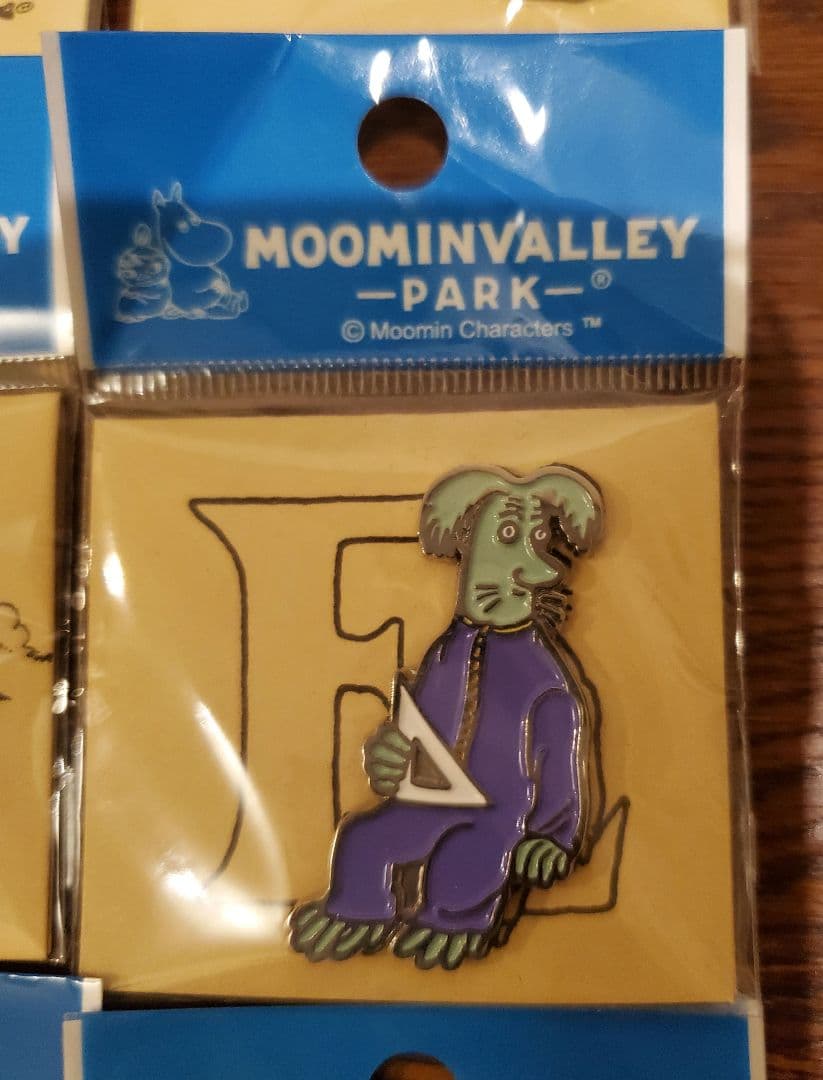 Y
MOOMINVALLEY
—PARK—®
© Moomin Characters ™
E